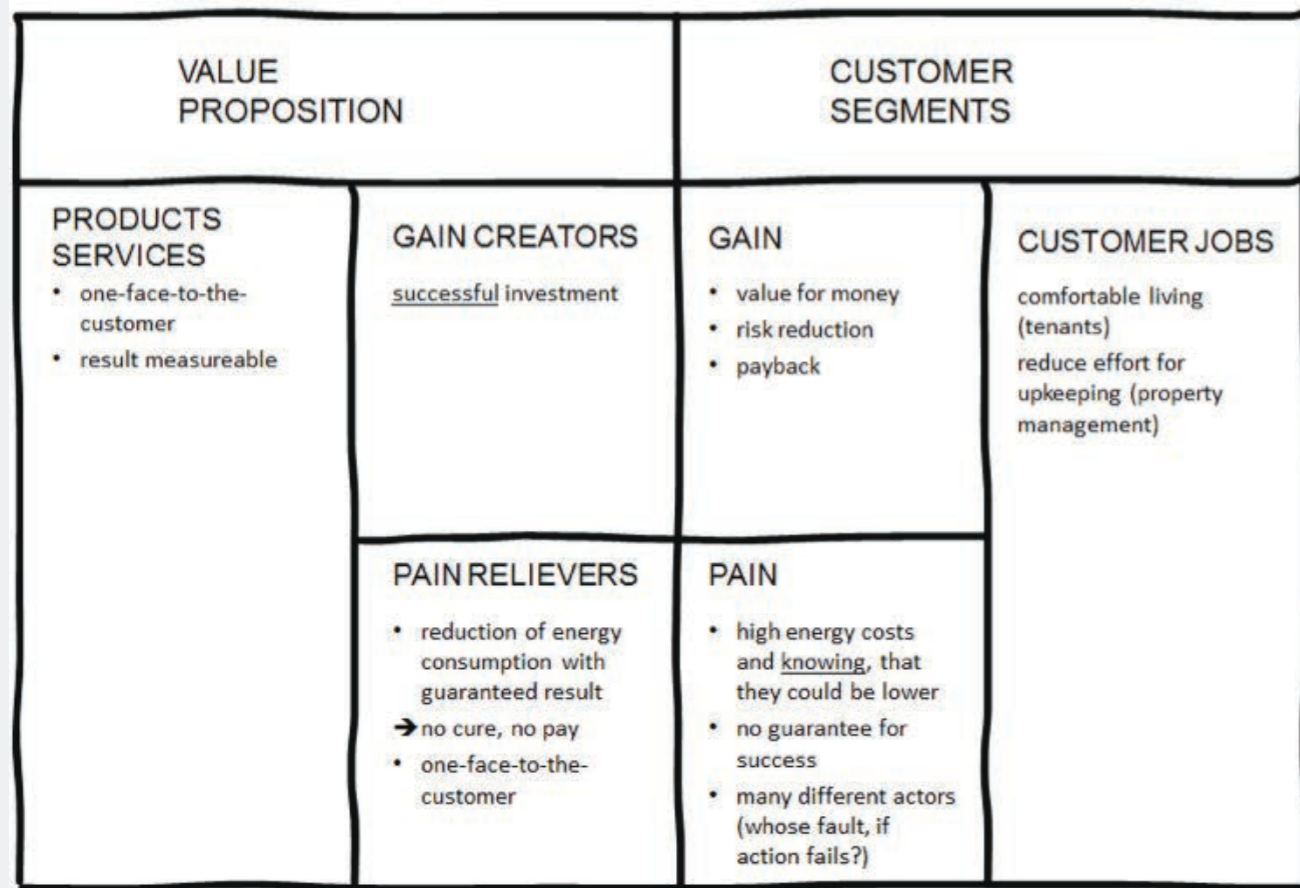 VALUE
PROPOSITION
CUSTOMER
SEGMENTS
PRODUCTS
SERVICES
• one-face-to-the-
customer
• result measureable
GAIN CREATORS
successful investment
GAIN
• value for money
• risk reduction
• payback
CUSTOMER JOBS
comfortable living
(tenants)
reduce effort for
upkeeping (property
management)
PAIN RELIEVERS
• reduction of energy
consumption with
guaranteed result
➔ no cure, no pay
• one-face-to-the-
customer
PAIN
• high energy costs
and knowing, that
they could be lower
• no guarantee for
success
• many different actors
(whose fault, if
action fails?)